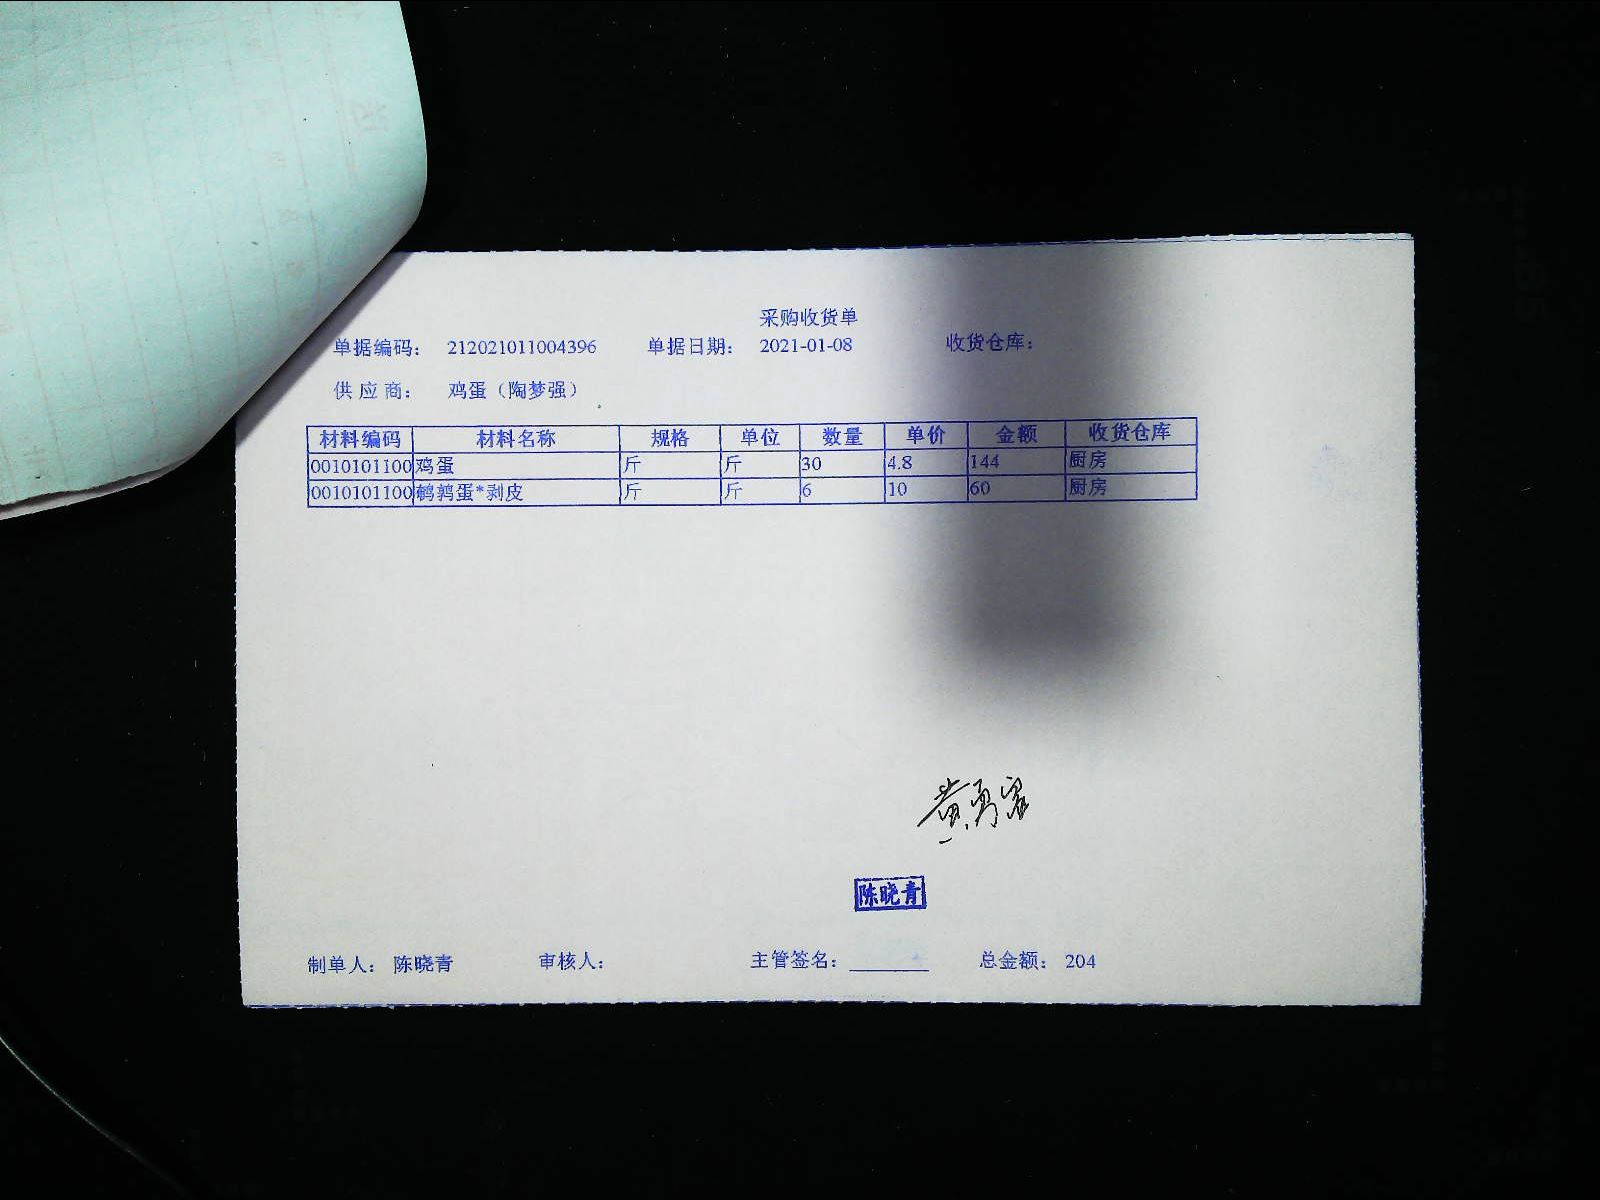 采购收货单
单据编码： 212021011004396 单据日期： 2021-01-08 收货仓库：
供 应 商： 鸡蛋（陶梦强）
材料编码 材料名称 规格 单位 数量 单价 金额 收货仓库
0010101100 鸡蛋 斤 斤 30 4.8 144 厨房
0010101100 鹌鹑蛋*剥皮 斤 斤 6 10 60 厨房
黄勇
陈晓青
制单人： 陈晓青 审核人： 主管签名： 总金额： 204